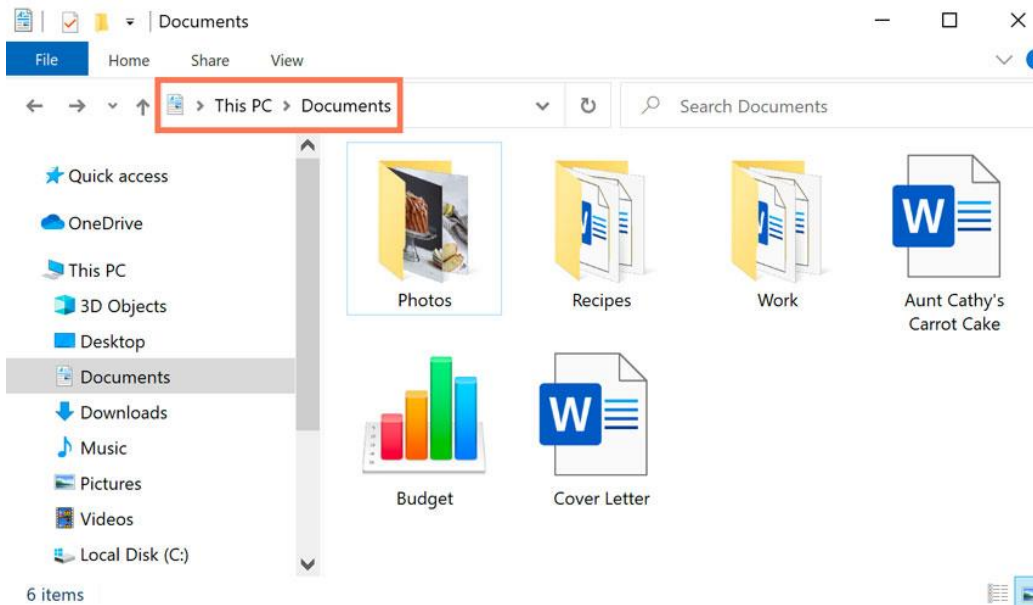 Documents
File Home Share View
This PC > Documents
Search Documents
Quick access
OneDrive
This PC
3D Objects
Desktop
Documents
Downloads
Music
Pictures
Videos
Local Disk (C:)
Photos
Recipes
Work
Aunt Cathy's
Carrot Cake
Budget
Cover Letter
W
W
6 items